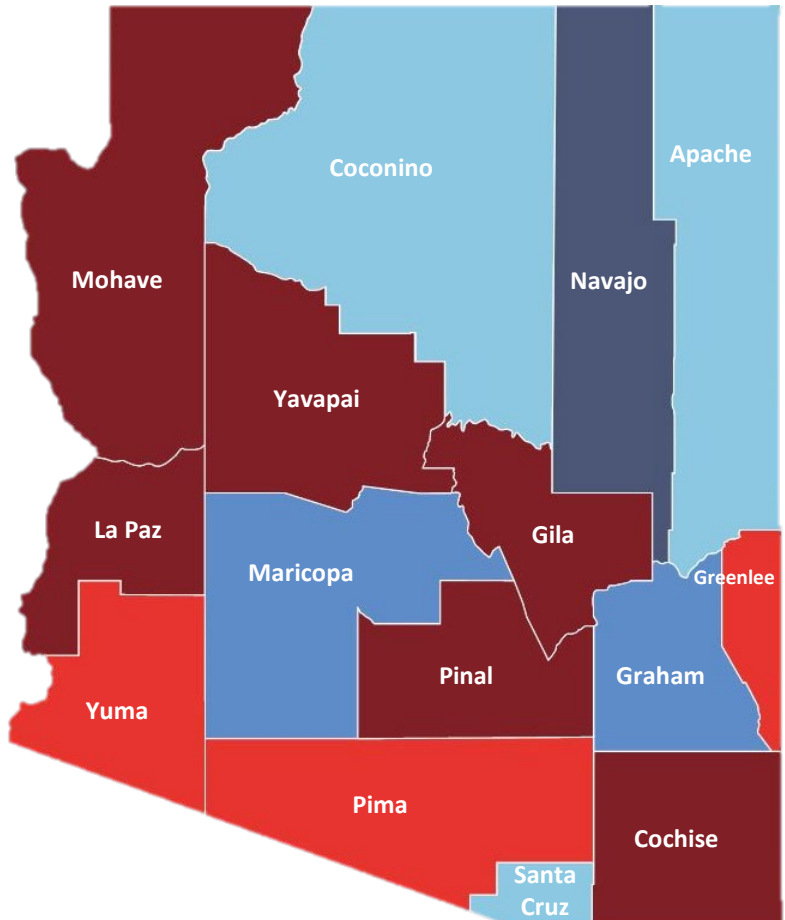 Coconino
Apache
Mohave
Navajo
Yavapai
La Paz
Gila
Maricopa
Greenlee
Pinal
Graham
Yuma
Pima
Cochise
Santa
Cruz